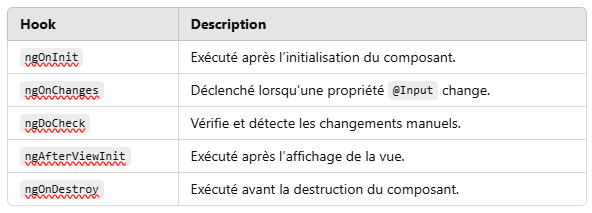 Hook Description
ngOnInit Exécuté après l’initialisation du composant.
ngOnChanges Déclenché lorsqu'une propriété @Input change.
ngDoCheck Vérifie et détecte les changements manuels.
ngAfterViewInit Exécuté après l’affichage de la vue.
ngOnDestroy Exécuté avant la destruction du composant.